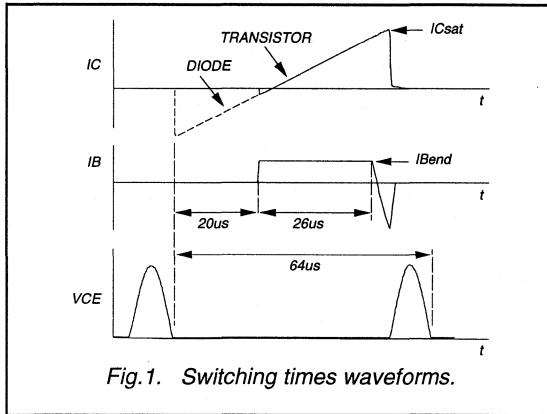 ICsat
TRANSISTOR
IC
DIODE
t
IB
IBend
t
20us
26us
64us
VCE
t
Fig.1. Switching times waveforms.